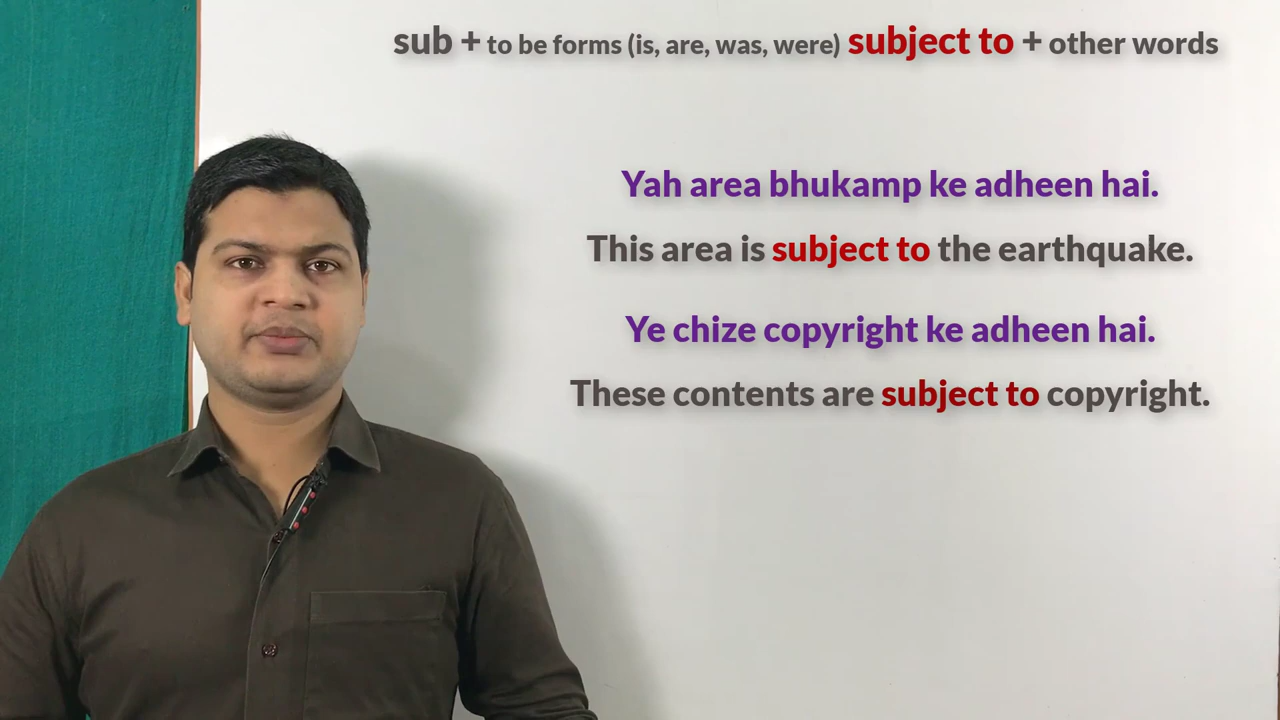 sub + to be forms (is, are, was, were) subject to + other words
Yah area bhukamp ke adheen hai.
This area is subject to the earthquake.
Ye chize copyright ke adheen hai.
These contents are subject to copyright.